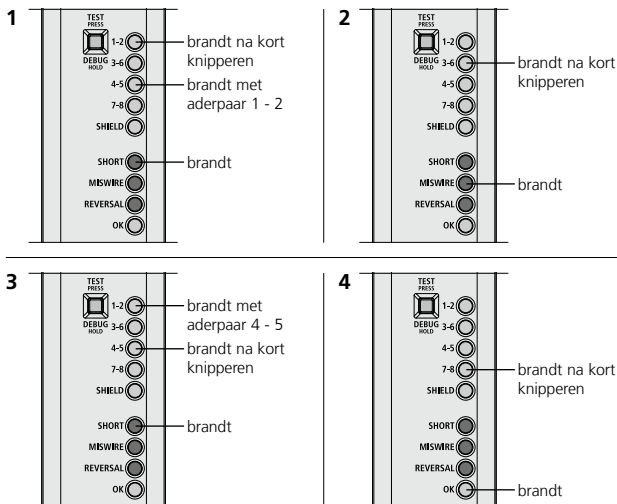 1
TEST
PRESS
1-2
DEBUG
HOLD
3-6
4-5
7-8
SHIELD
SHORT
MISWIRE
REVERSAL
OK
brandt na kort
knipperen
brandt met
aderpaar 1 - 2
brandt
2
TEST
PRESS
1-2
DEBUG
HOLD
3-6
4-5
7-8
SHIELD
SHORT
MISWIRE
REVERSAL
OK
brandt na kort
knipperen
brandt
3
TEST
PRESS
1-2
DEBUG
HOLD
3-6
4-5
7-8
SHIELD
SHORT
MISWIRE
REVERSAL
OK
brandt met
aderpaar 4 - 5
brandt na kort
knipperen
brandt
4
TEST
PRESS
1-2
DEBUG
HOLD
3-6
4-5
7-8
SHIELD
SHORT
MISWIRE
REVERSAL
OK
brandt na kort
knipperen
brandt